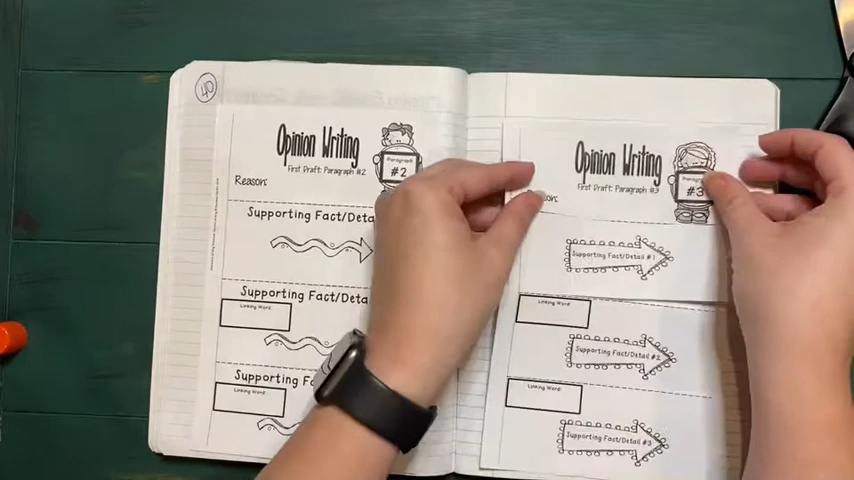 40
Opinion Writing
First Draft: Paragraph #2
Paragraph
#2
Reason:
Supporting Fact/Deta
Supporting Fact/Deta
Linking Word:
Supporting F
Linking Word:
Opinion Writing
First Draft: Paragraph #3
#3
Supporting Fact/Detail #1
Linking Word:
Supporting Fact/Detail #2
Linking Word:
Supporting Fact/Detail #3